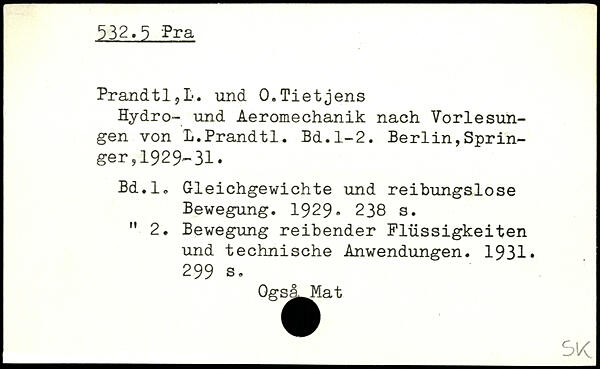 532.5 Pra
Prandtl,L. und O.Tietjens
Hydro- und Aeromechanik nach Vorlesun-
gen von L.Prandtl. Bd.1-2. Berlin,Sprin-
ger,1929-31.
Bd.1. Gleichgewichte und reibungslose
Bewegung. 1929. 238 s.
" 2. Bewegung reibender Flüssigkeiten
und technische Anwendungen. 1931.
299 s.
Også Mat
SK